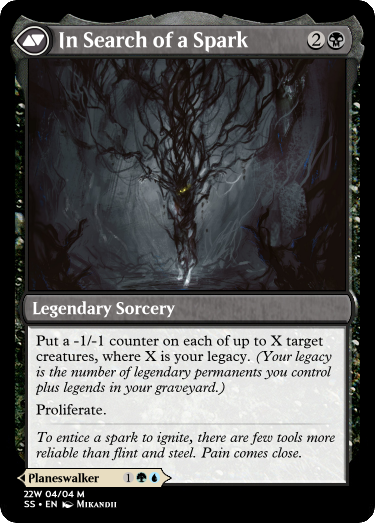 In Search of a Spark 2
Legendary Sorcery
Put a -1/-1 counter on each of up to X target
creatures, where X is your legacy. (Your legacy
is the number of legendary permanents you control
plus legends in your graveyard.)
Proliferate.
To entice a spark to ignite, there are few tools more
reliable than flint and steel. Pain comes close.
Planeswalker 1
22W 04/04 M
SS • EN Mikandii